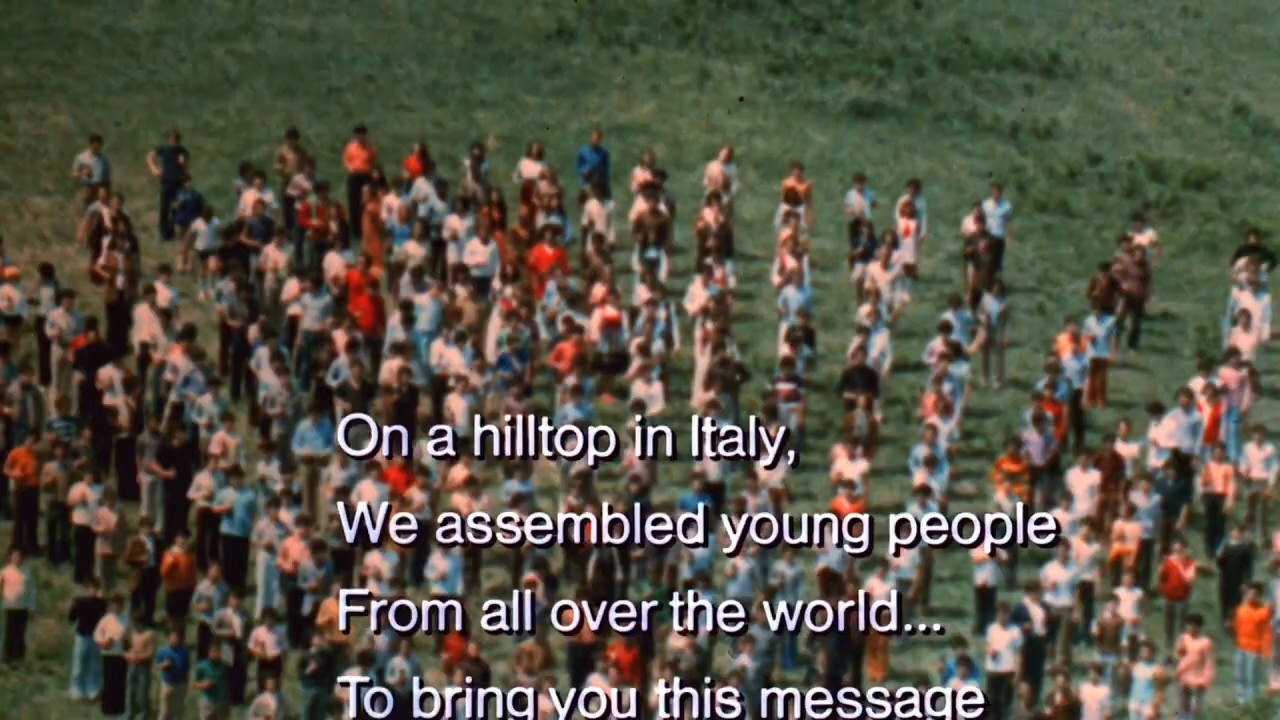 On a hilltop in Italy,
We assembled young people
From all over the world...
To bring you this message